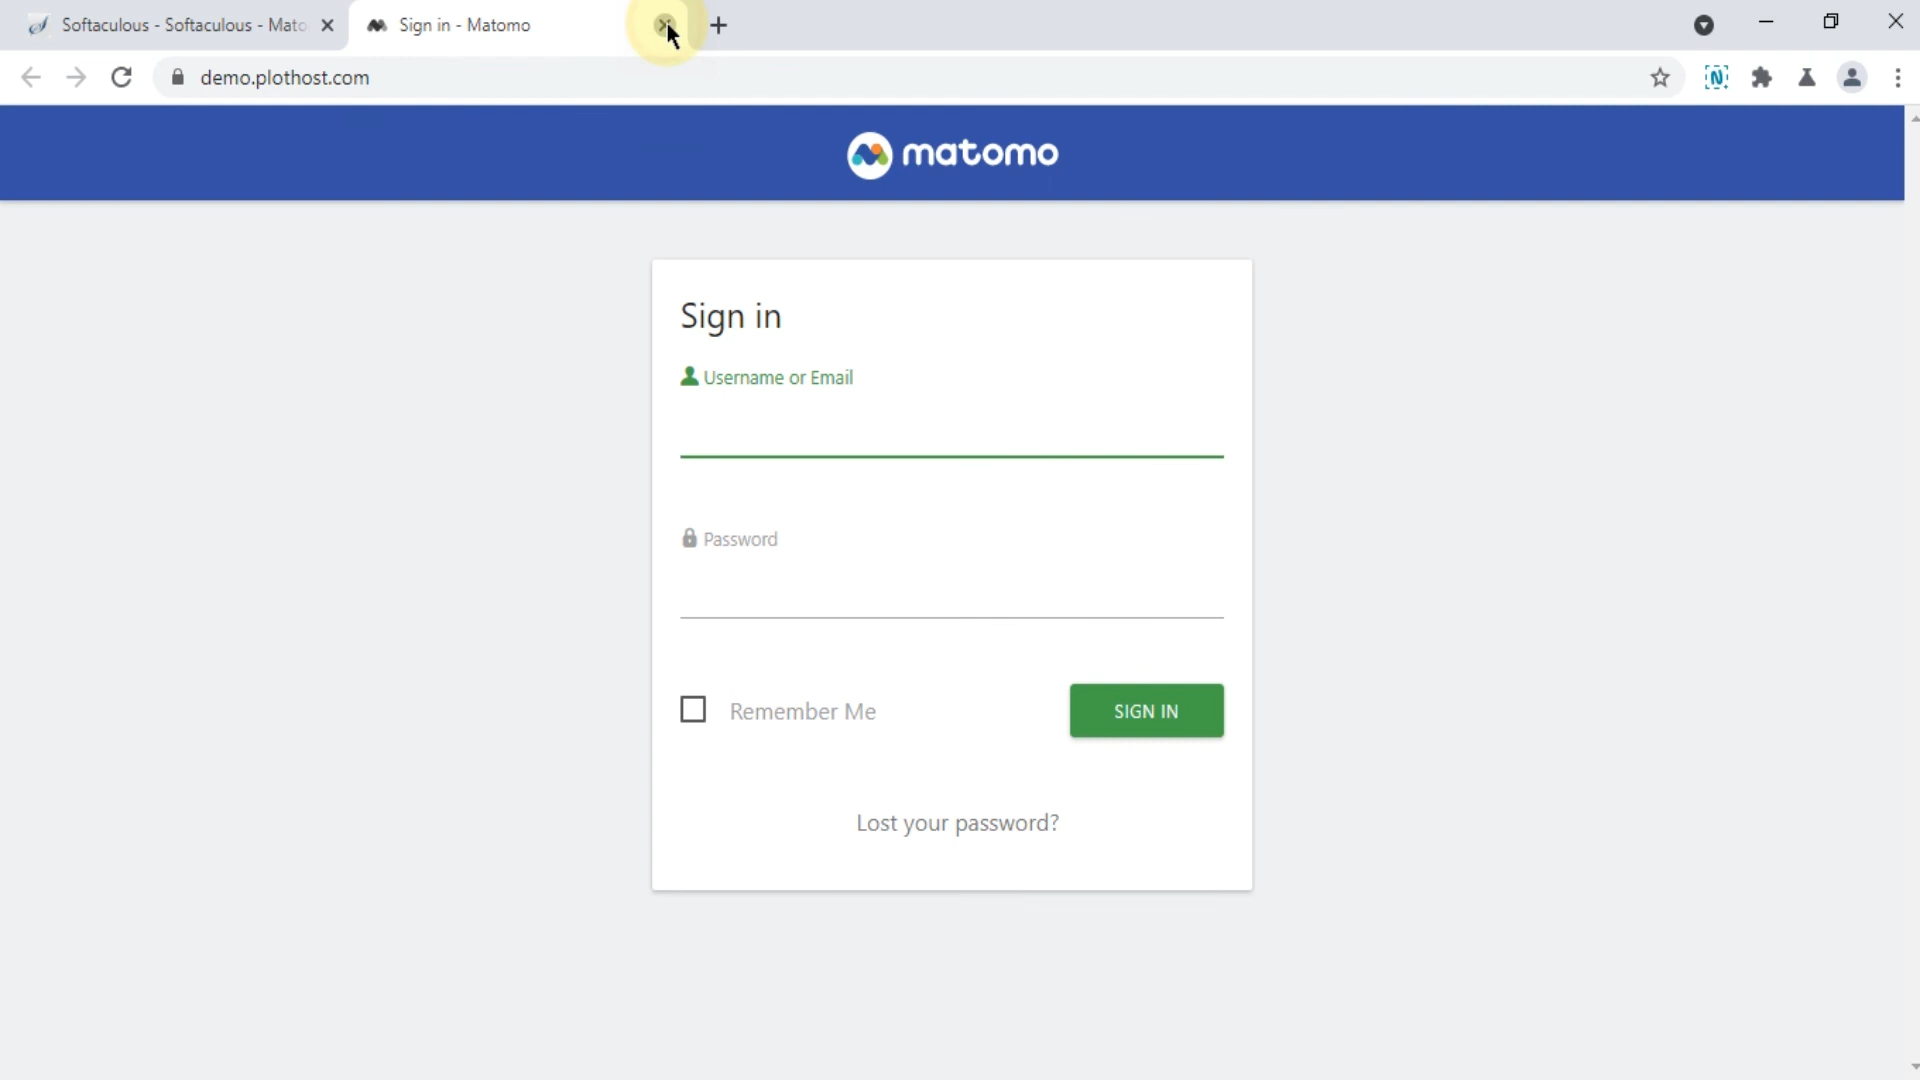 Softaculous - Softaculous - Mato
Sign in - Matomo
demo.plothost.com
matomo
Sign in
Username or Email
Password
Remember Me
SIGN IN
Lost your password?